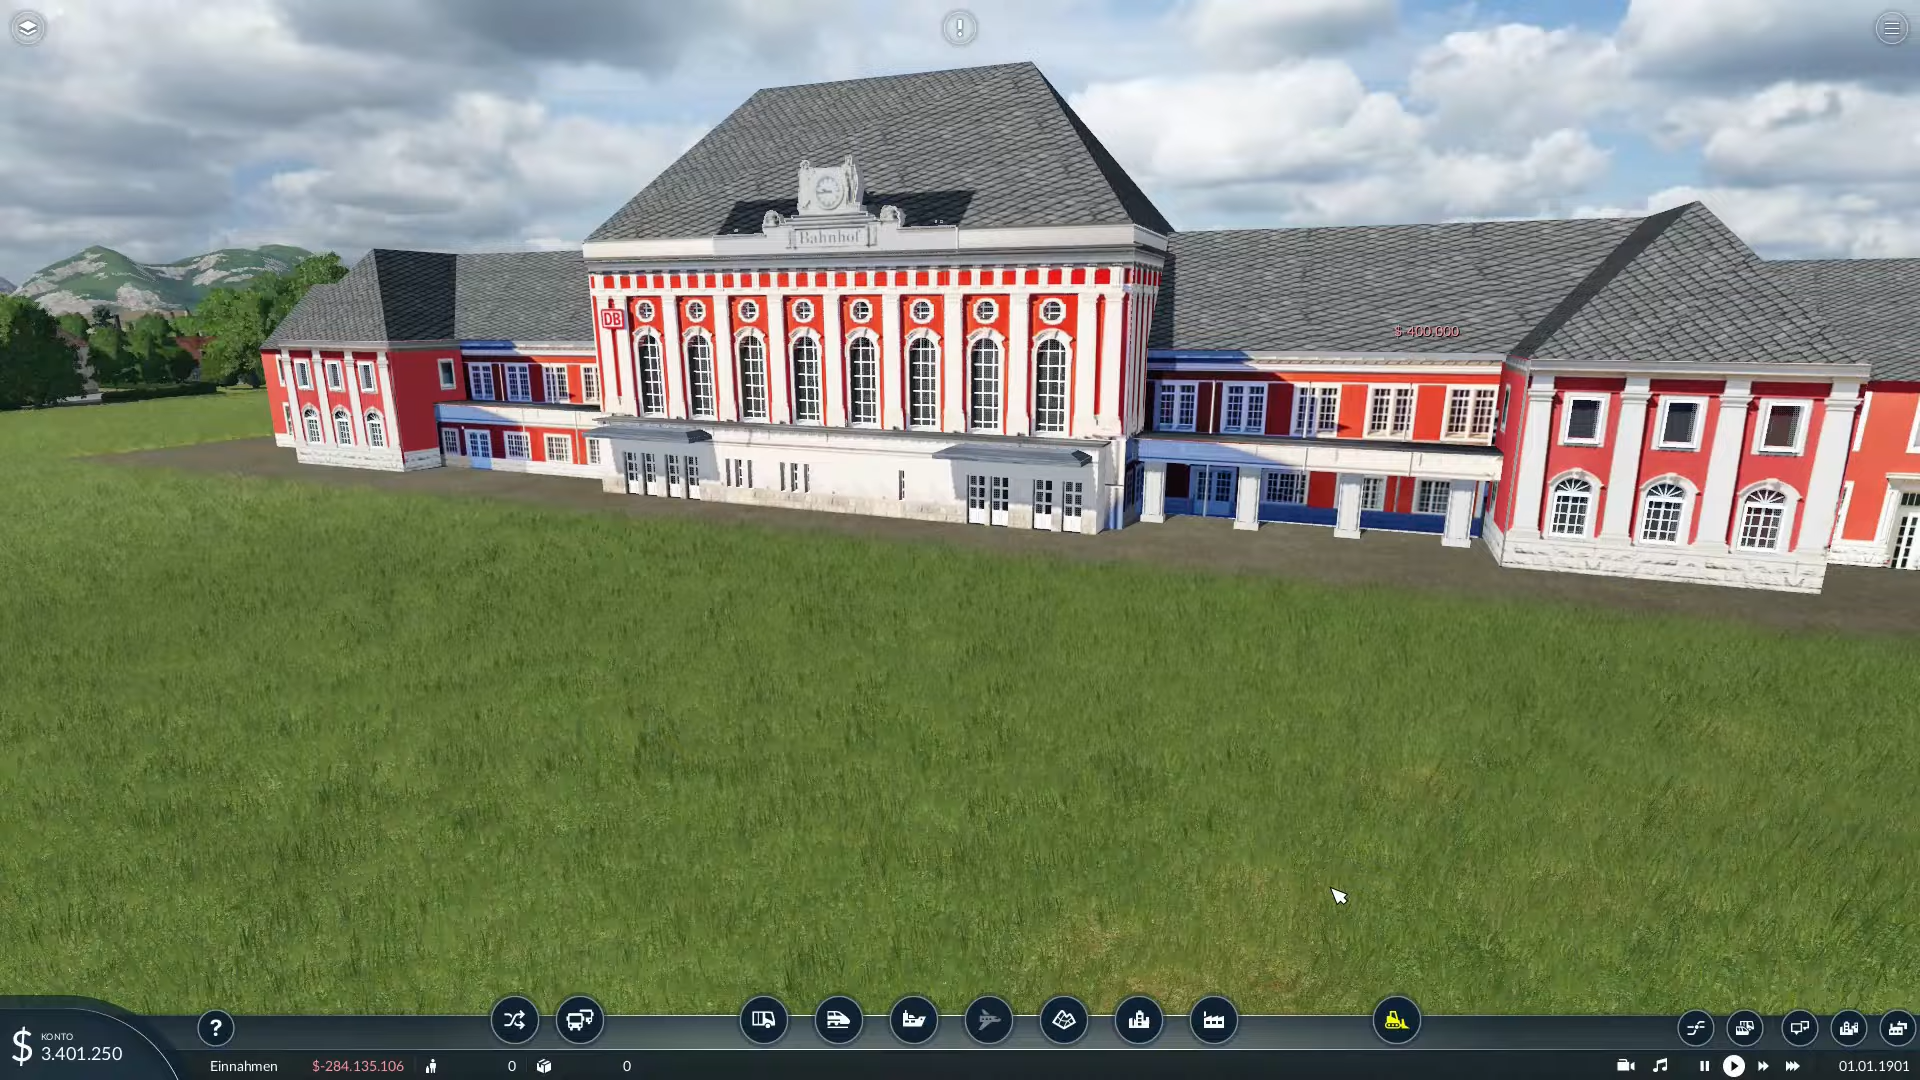 Bahnhof
DB
$ -400.000
?
KONTO
$ 3.401.250
Einnahmen $-284.135.106 0 0 01.01.1901